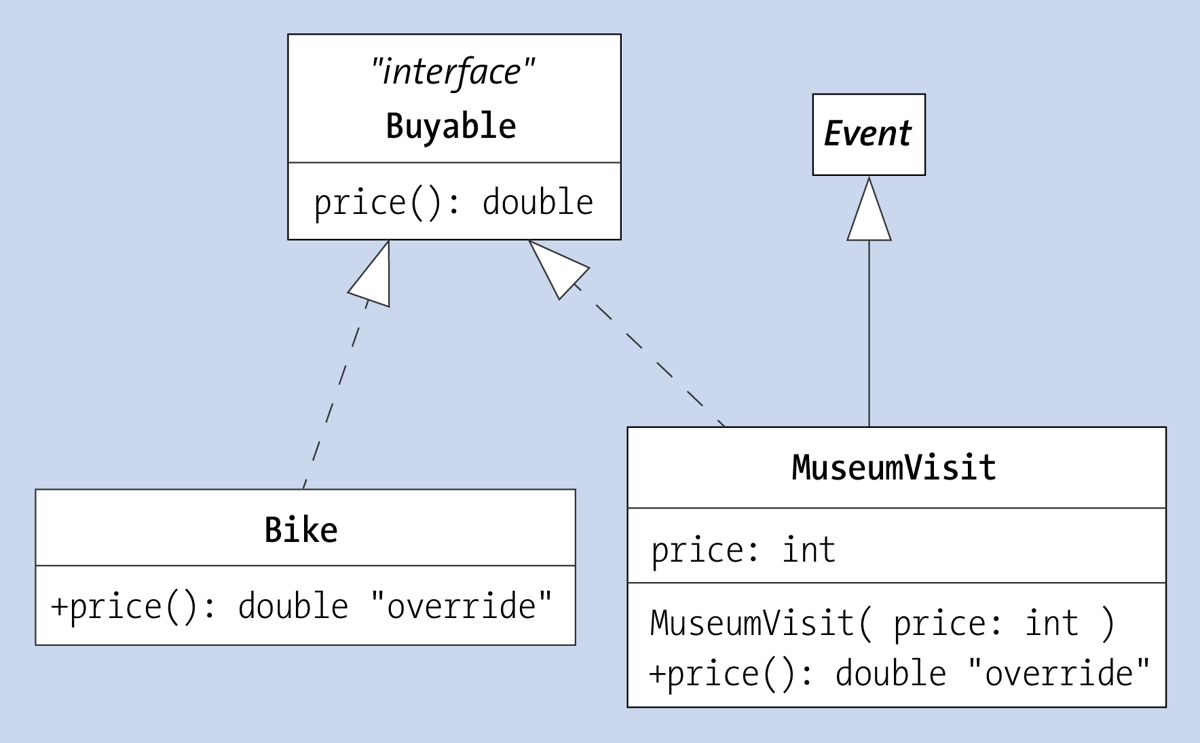 "interface"
Buyable
price(): double
Event
Bike
+price(): double "override"
MuseumVisit
price: int
MuseumVisit( price: int )
+price(): double "override"